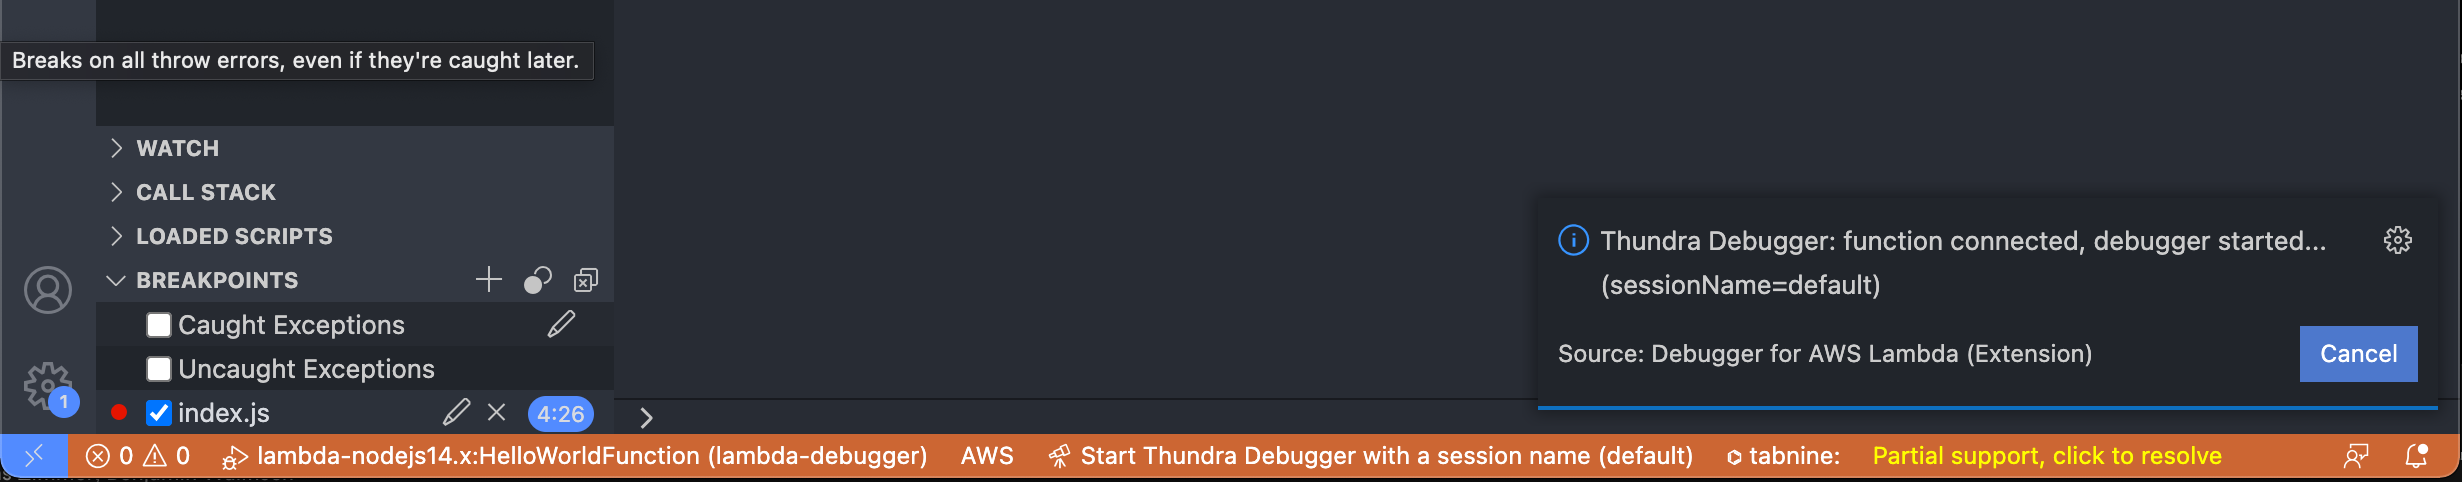 Breaks on all throw errors, even if they're caught later.
WATCH
CALL STACK
LOADED SCRIPTS
BREAKPOINTS
Caught Exceptions
Uncaught Exceptions
index.js 4:26
1
Thundra Debugger: function connected, debugger started...
(sessionName=default)
Source: Debugger for AWS Lambda (Extension)
Cancel
0 0 lambda-nodejs14.x:HelloWorldFunction (lambda-debugger) AWS Start Thundra Debugger with a session name (default) tabnine: Partial support, click to resolve